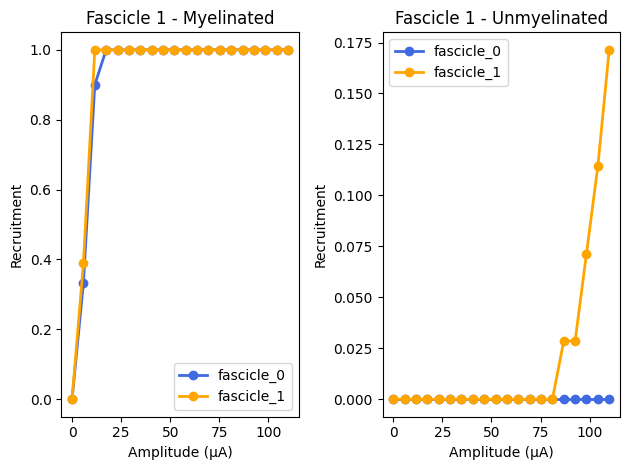 Fascicle 1 - Myelinated
Recruitment
1.0
0.8
0.6
0.4
0.2
0.0
fascicle_0
fascicle_1
0 25 50 75 100
Amplitude (μA)
Fascicle 1 - Unmyelinated
Recruitment
0.175
0.150
0.125
0.100
0.075
0.050
0.025
0.000
fascicle_0
fascicle_1
0 25 50 75 100
Amplitude (μA)